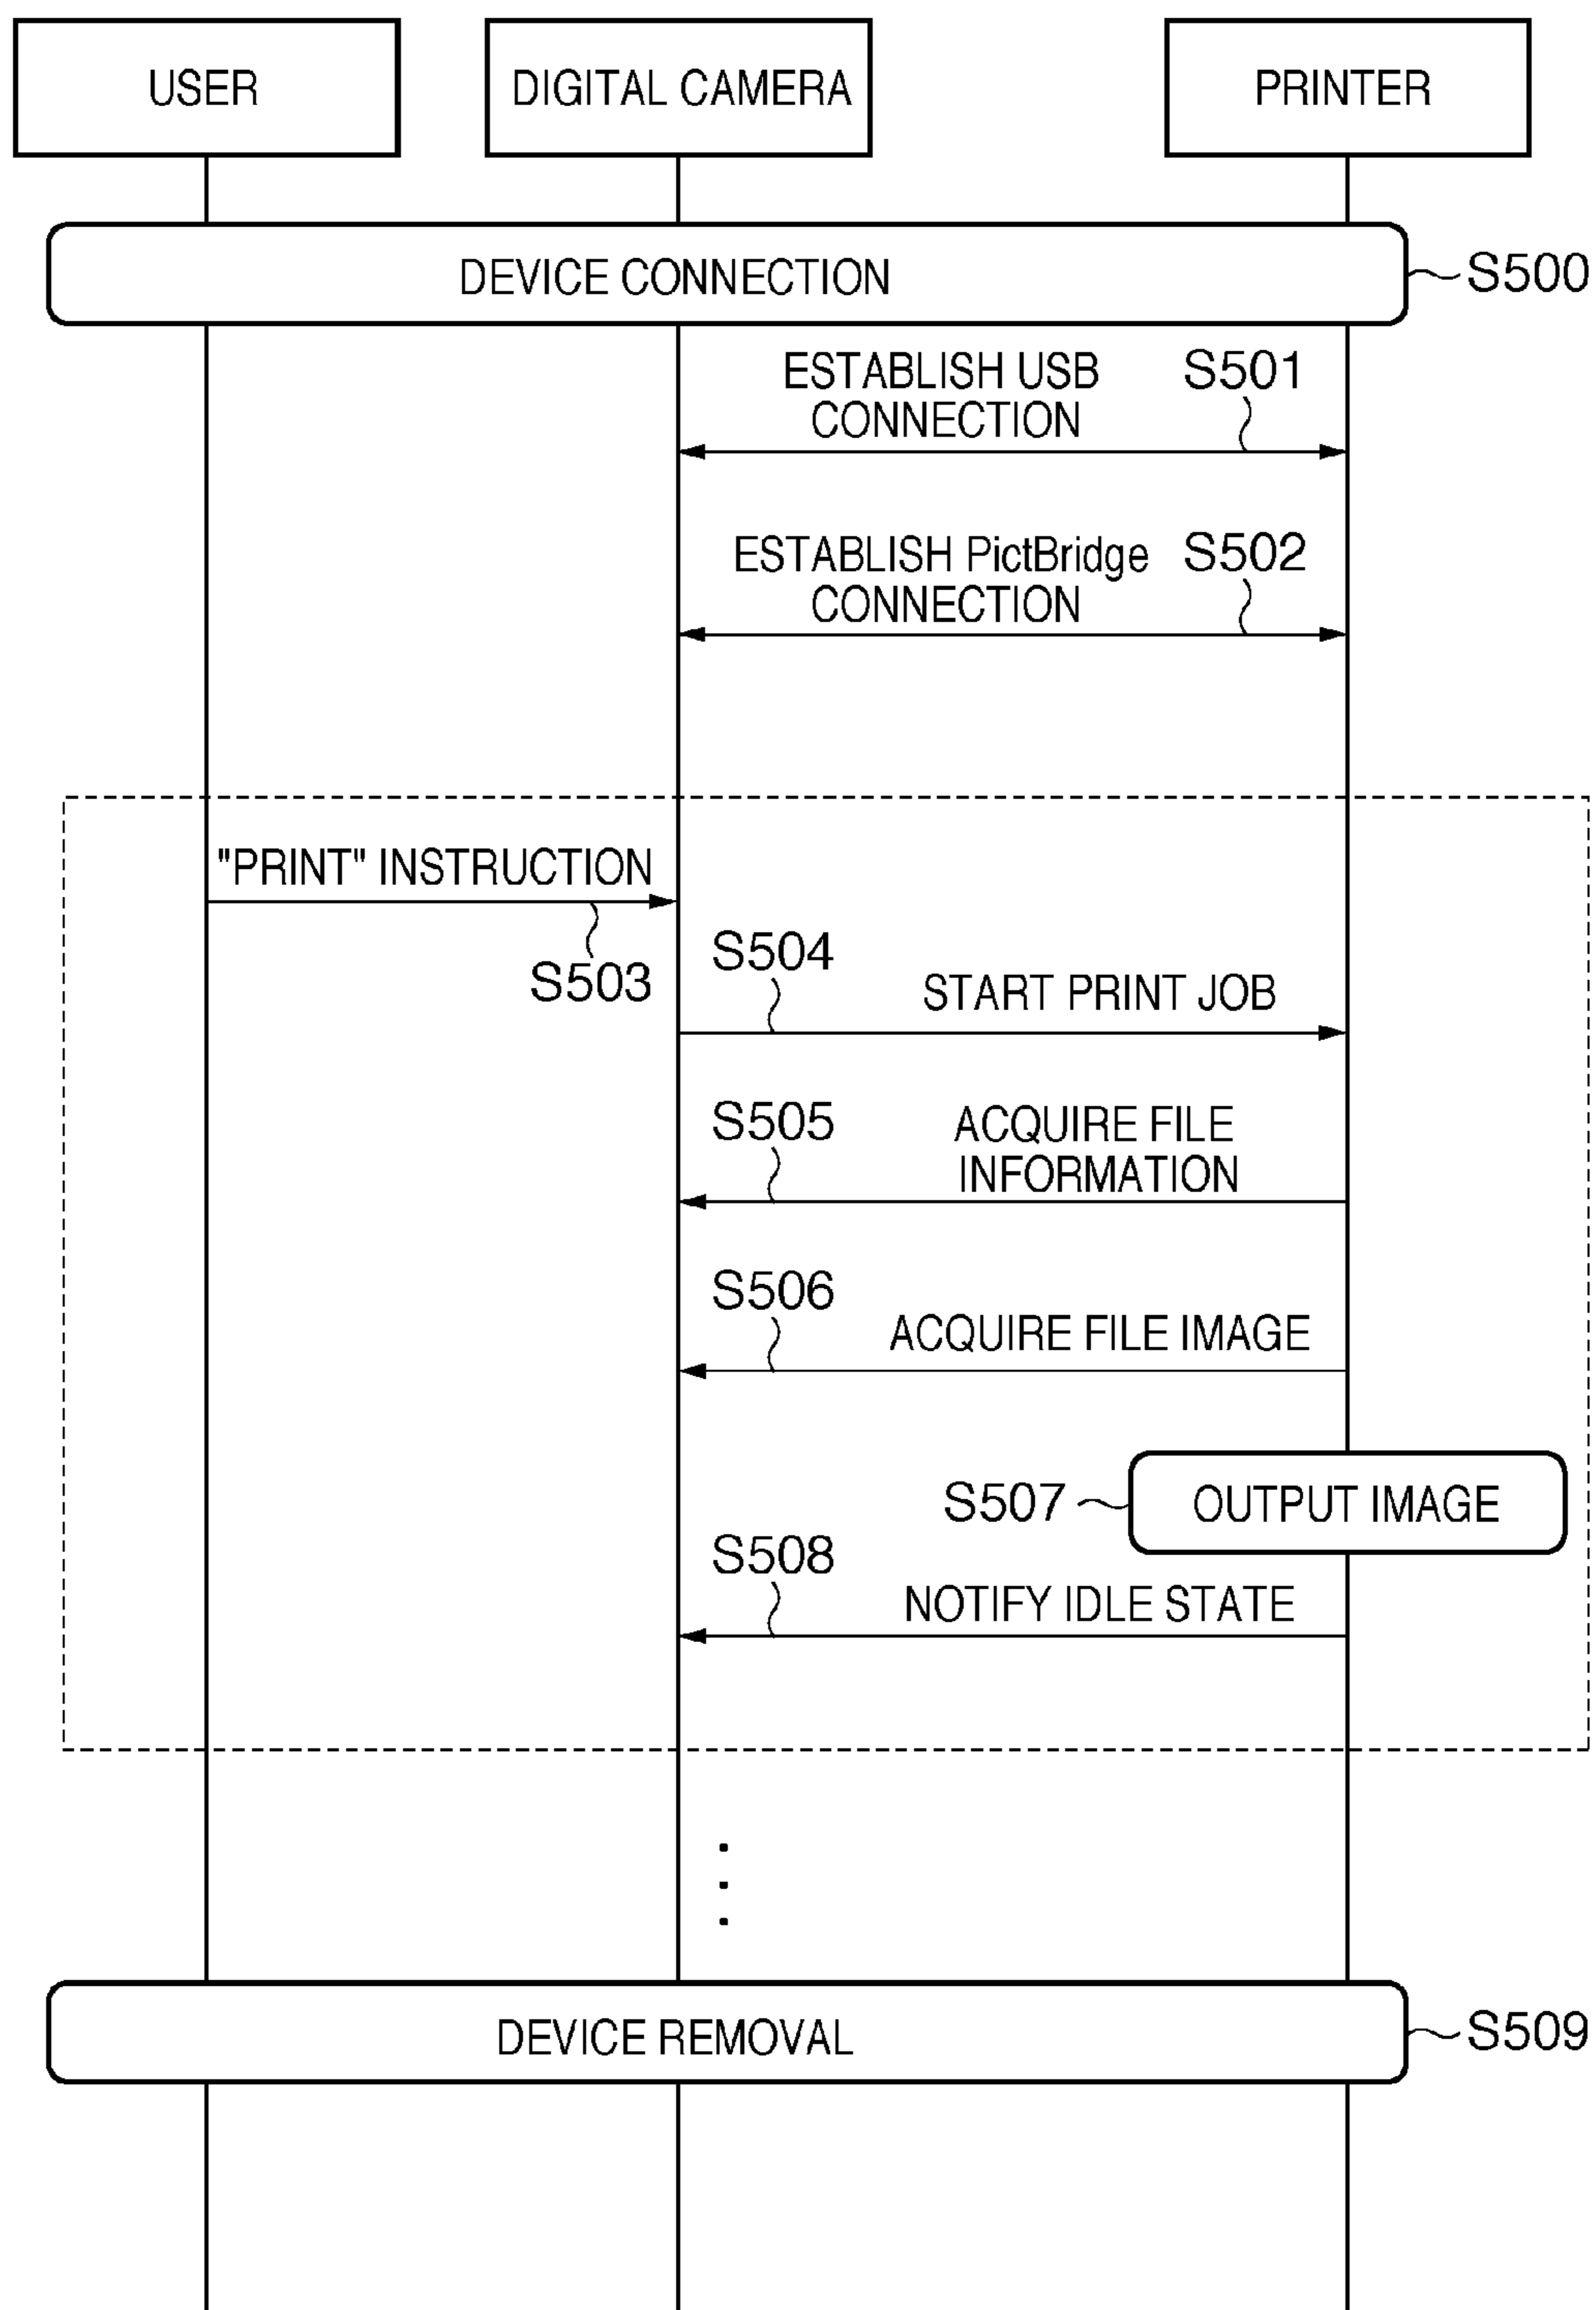 USER
DIGITAL CAMERA
PRINTER
DEVICE CONNECTION
S500
ESTABLISH USB
CONNECTION
S501
ESTABLISH PictBridge
CONNECTION
S502
"PRINT" INSTRUCTION
S503
S504
START PRINT JOB
S505
ACQUIRE FILE
INFORMATION
S506
ACQUIRE FILE IMAGE
S507
OUTPUT IMAGE
S508
NOTIFY IDLE STATE
DEVICE REMOVAL
S509